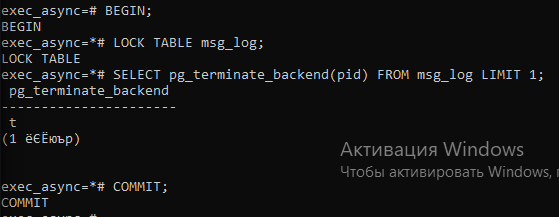 exec_async=# BEGIN;
BEGIN
exec_async=*# LOCK TABLE msg_log;
LOCK TABLE
exec_async=*# SELECT pg_terminate_backend(pid) FROM msg_log LIMIT 1;
pg_terminate_backend
----------------------
t
(1 ёЄЁюър)
Активация Windows
Чтобы активировать Windows,
exec_async=*# COMMIT;
COMMIT
exec_async=#